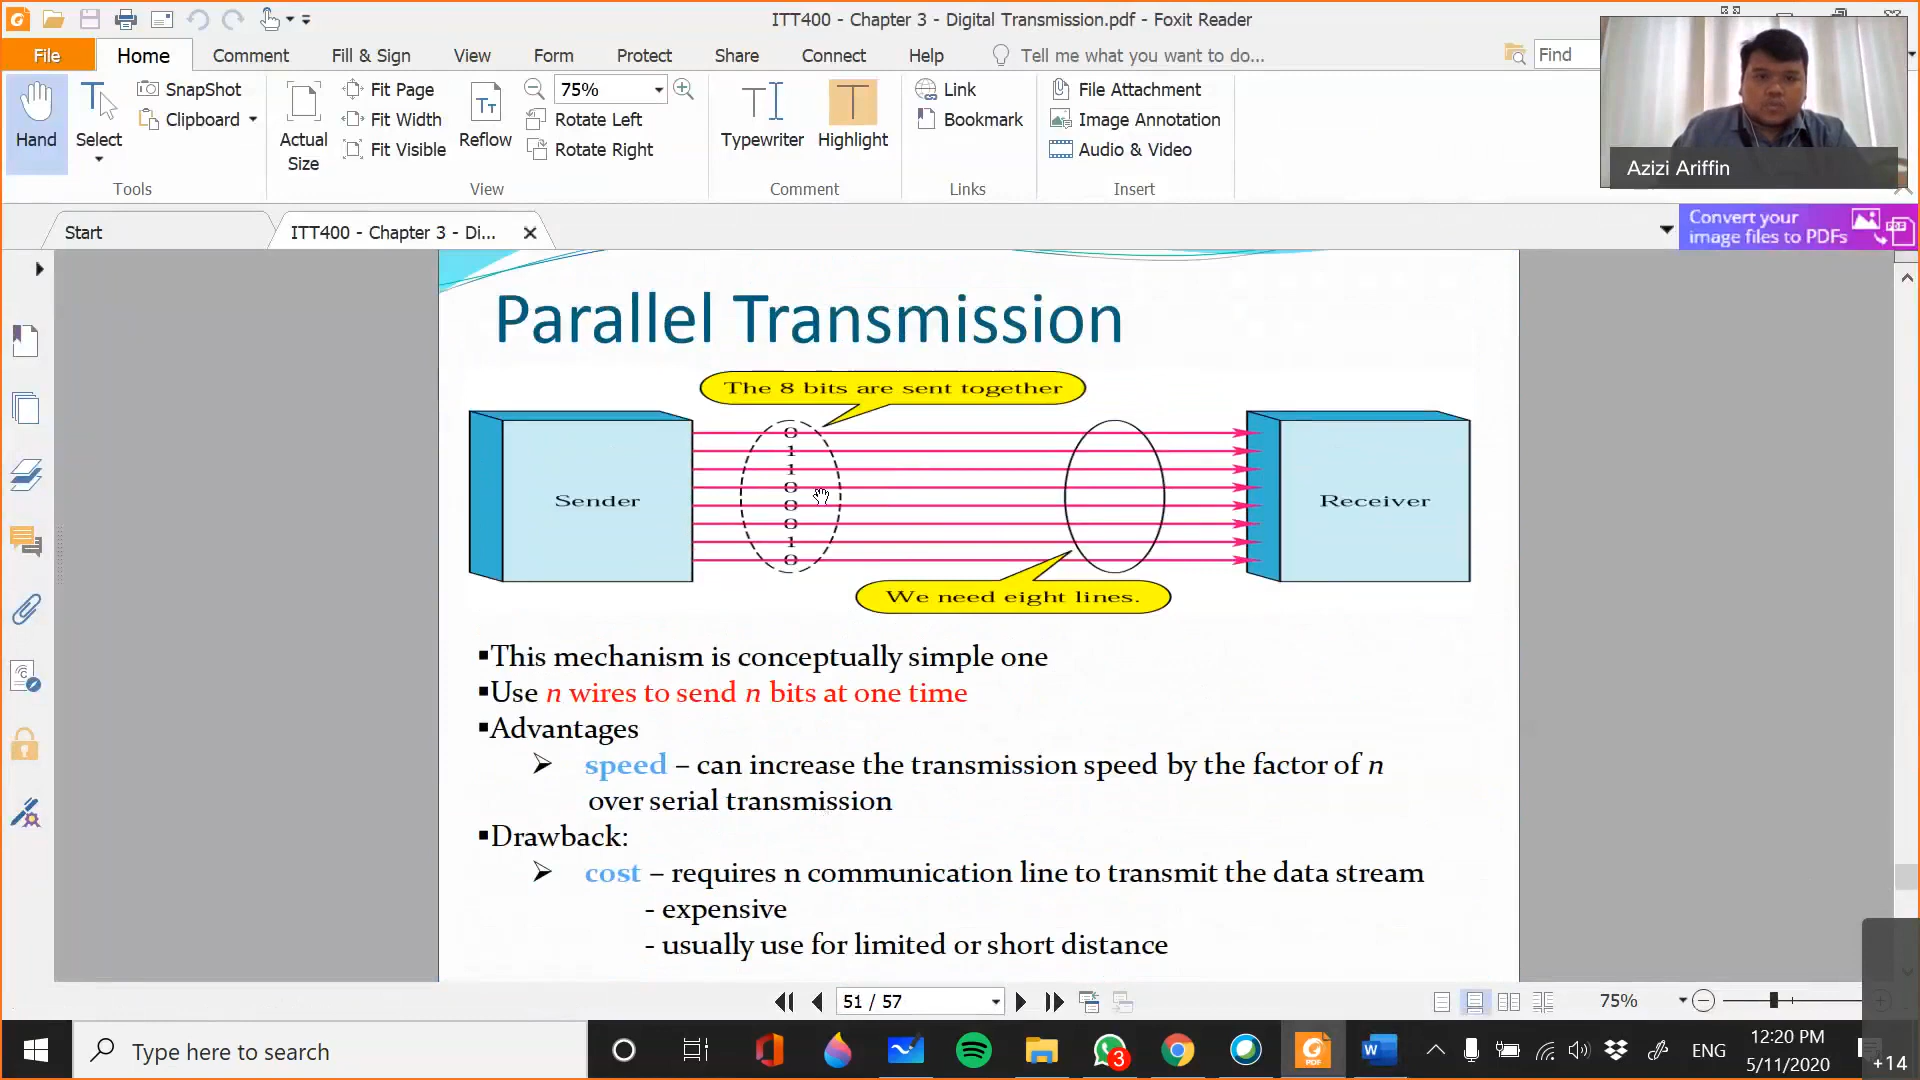 ITT400 - Chapter 3 - Digital Transmission.pdf - Foxit Reader
File Home Comment Fill & Sign View Form Protect Share Connect Help Tell me what you want to do... Find
Hand
Select
SnapShot
Clipboard
Tools
Actual
Size
Fit Page
Fit Width
Fit Visible
Reflow
75%
Rotate Left
Rotate Right
View
Typewriter
Highlight
Comment
Link
Bookmark
Links
File Attachment
Image Annotation
Audio & Video
Insert
Azizi Ariffin
Start
ITT400 - Chapter 3 - Di...
Convert your
image files to PDFs
Parallel Transmission
The 8 bits are sent together
Sender
0
1
1
0
0
0
1
0
Receiver
We need eight lines.
▪This mechanism is conceptually simple one
▪Use n wires to send n bits at one time
▪Advantages
➢ speed – can increase the transmission speed by the factor of n
over serial transmission
▪Drawback:
➢ cost – requires n communication line to transmit the data stream
- expensive
- usually use for limited or short distance
51 / 57
75%
Type here to search
3
ENG
12:20 PM
5/11/2020
+14